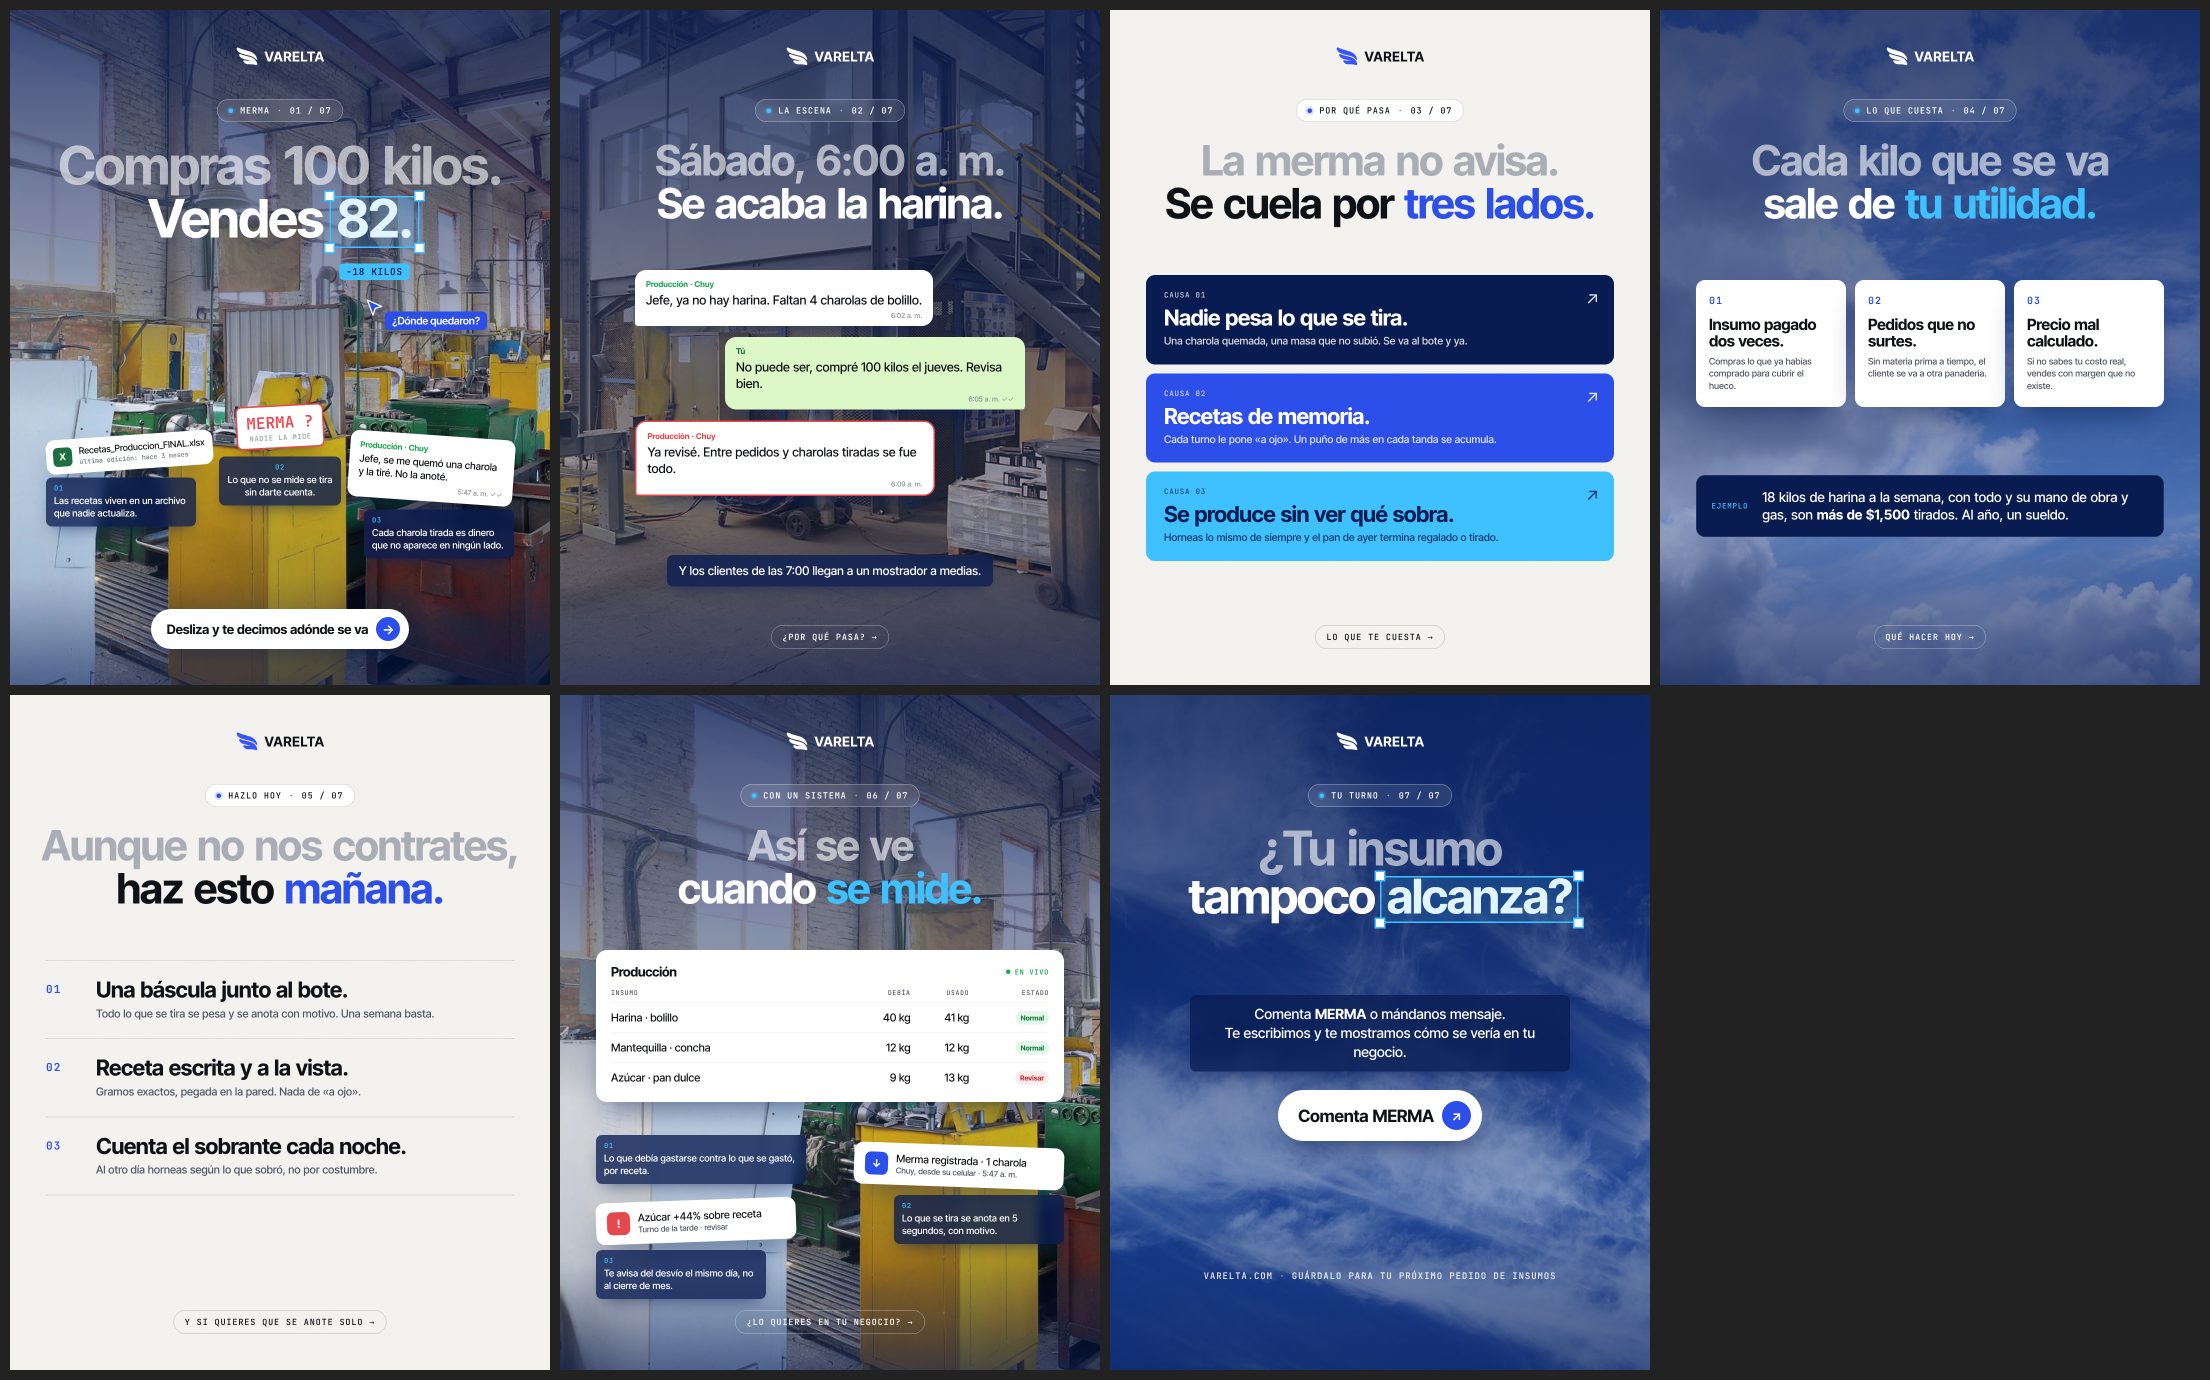 VARELTA
MERMA · 01 / 07
Compras 100 kilos.
Vendes 82.
-18 KILOS
¿Dónde quedaron?
MERMA ?
NADIE LA MIDE
X
Recetas_Produccion_FINAL.xlsx
última edición: hace 3 meses
01
Las recetas viven en un archivo
que nadie actualiza.
02
Lo que no se mide se tira
sin darte cuenta.
Producción · Chuy
Jefe, se me quemó una charola
y la tiré. No la anoté.
5:47 a. m. ✓✓
03
Cada charola tirada es dinero
que no aparece en ningún lado.
Desliza y te decimos adónde se va →
VARELTA
LA ESCENA · 02 / 07
Sábado, 6:00 a. m.
Se acaba la harina.
Producción · Chuy
Jefe, ya no hay harina. Faltan 4 charolas de bolillo.
6:02 a. m.
Tú
No puede ser, compré 100 kilos el jueves. Revisa
bien.
6:05 a. m. ✓✓
Producción · Chuy
Ya revisé. Entre pedidos y charolas tiradas se fue
todo.
6:09 a. m.
Y los clientes de las 7:00 llegan a un mostrador a medias.
¿POR QUÉ PASA? →
VARELTA
POR QUÉ PASA · 03 / 07
La merma no avisa.
Se cuela por tres lados.
CAUSA 01
Nadie pesa lo que se tira.
Una charola quemada, una masa que no subió. Se va al bote y ya.
CAUSA 02
Recetas de memoria.
Cada turno le pone «a ojo». Un puño de más en cada tanda se acumula.
CAUSA 03
Se produce sin ver qué sobra.
Horneas lo mismo de siempre y el pan de ayer termina regalado o tirado.
LO QUE TE CUESTA →
VARELTA
LO QUE CUESTA · 04 / 07
Cada kilo que se va
sale de tu utilidad.
01
Insumo pagado
dos veces.
Compras lo que ya habías
comprado para cubrir el
hueco.
02
Pedidos que no
surtes.
Sin materia prima a tiempo, el
cliente se va a otra panadería.
03
Precio mal
calculado.
Si no sabes tu costo real,
vendes con margen que no
existe.
EJEMPLO
18 kilos de harina a la semana, con todo y su mano de obra y
gas, son más de $1,500 tirados. Al año, un sueldo.
QUÉ HACER HOY →
VARELTA
HAZLO HOY · 05 / 07
Aunque no nos contrates,
haz esto mañana.
01
Una báscula junto al bote.
Todo lo que se tira se pesa y se anota con motivo. Una semana basta.
02
Receta escrita y a la vista.
Gramos exactos, pegada en la pared. Nada de «a ojo».
03
Cuenta el sobrante cada noche.
Al otro día horneas según lo que sobró, no por costumbre.
Y SI QUIERES QUE SE ANOTE SOLO →
VARELTA
CON UN SISTEMA · 06 / 07
Así se ve
cuando se mide.
Producción
EN VIVO
INSUMO DEBÍA USADO ESTADO
Harina · bolillo 40 kg 41 kg Normal
Mantequilla · concha 12 kg 12 kg Normal
Azúcar · pan dulce 9 kg 13 kg Revisar
01
Lo que debía gastarse contra lo que se gastó,
por receta.
Merma registrada · 1 charola
Chuy, desde su celular · 5:47 a. m.
02
Lo que se tira se anota en 5
segundos, con motivo.
!
Azúcar +44% sobre receta
Turno de la tarde · revisar
03
Te avisa del desvío el mismo día, no
al cierre de mes.
¿LO QUIERES EN TU NEGOCIO? →
VARELTA
TU TURNO · 07 / 07
¿Tu insumo
tampoco alcanza?
Comenta MERMA o mándanos mensaje.
Te escribimos y te mostramos cómo se vería en tu
negocio.
Comenta MERMA
VARELTA.COM · GUÁRDALO PARA TU PRÓXIMO PEDIDO DE INSUMOS